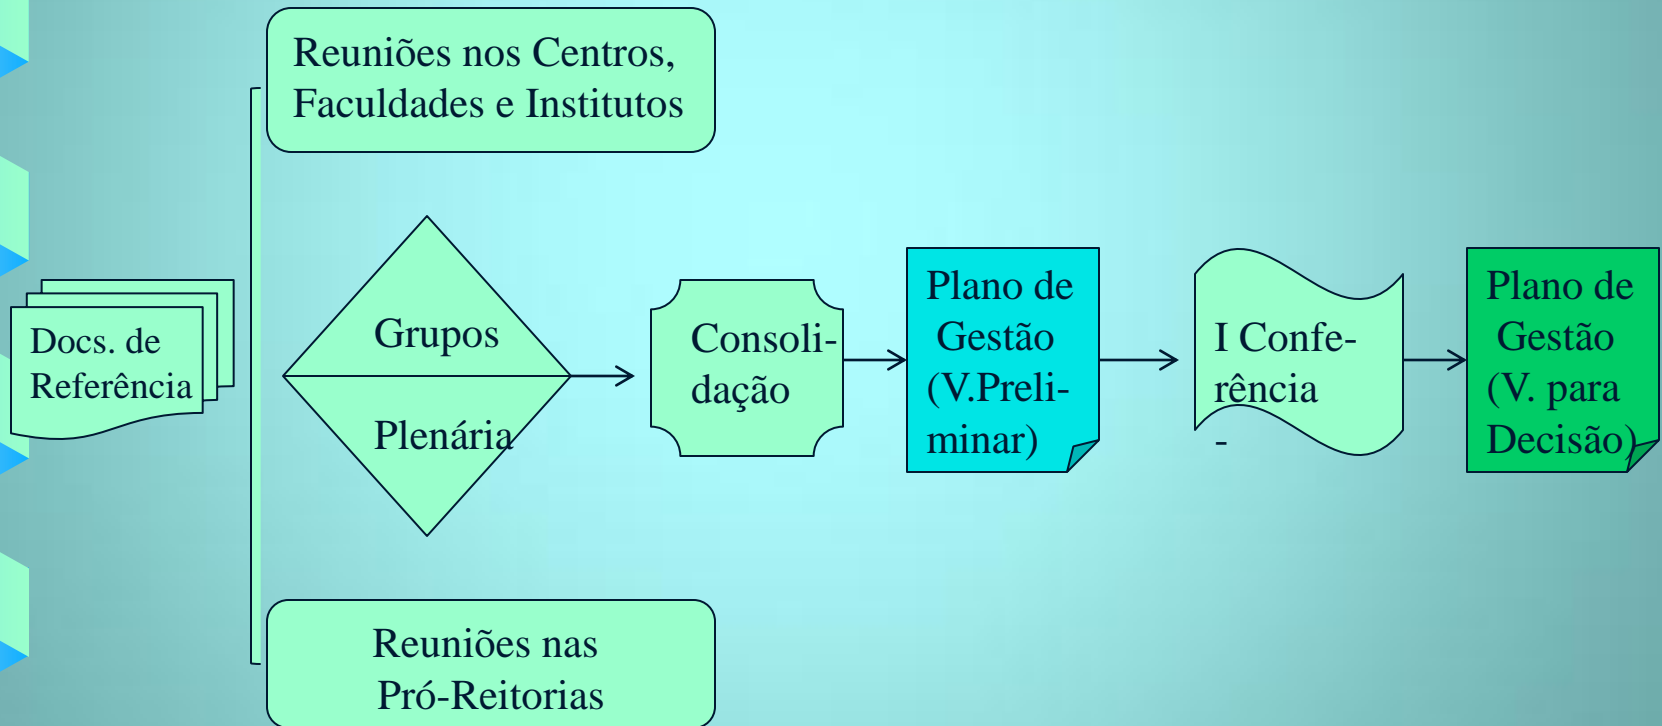 Reuniões nos Centros,
Faculdades e Institutos
Docs. de
Referência
Grupos
Plenária
Consoli-
dação
Plano de
Gestão
(V.Preli-
minar)
I Confe-
rência
-
Plano de
Gestão
(V. para
Decisão)
Reuniões nas
Pró-Reitorias